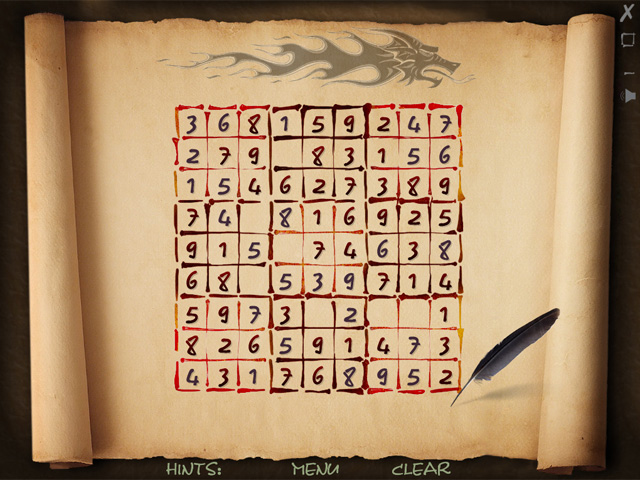 3 6 8 1 5 9 2 4 7
2 7 9 8 3 1 5 6
1 5 4 6 2 7 3 8 9
7 4 8 1 6 9 2 5
9 1 5 7 4 6 3 8
6 8 5 3 9 7 1 4
5 9 7 3 2 1
8 2 6 5 9 1 4 7 3
4 3 1 7 6 8 9 5 2
HINTS: MENU CLEAR